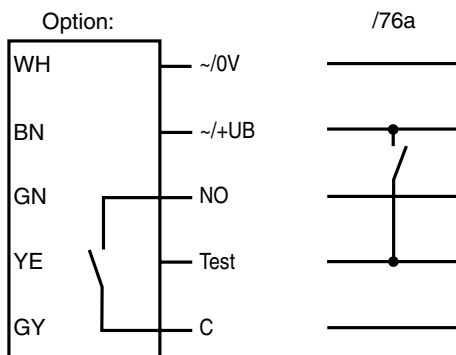 Option: /76a
WH ~/0V
BN ~/+UB
GN NO
YE Test
GY C